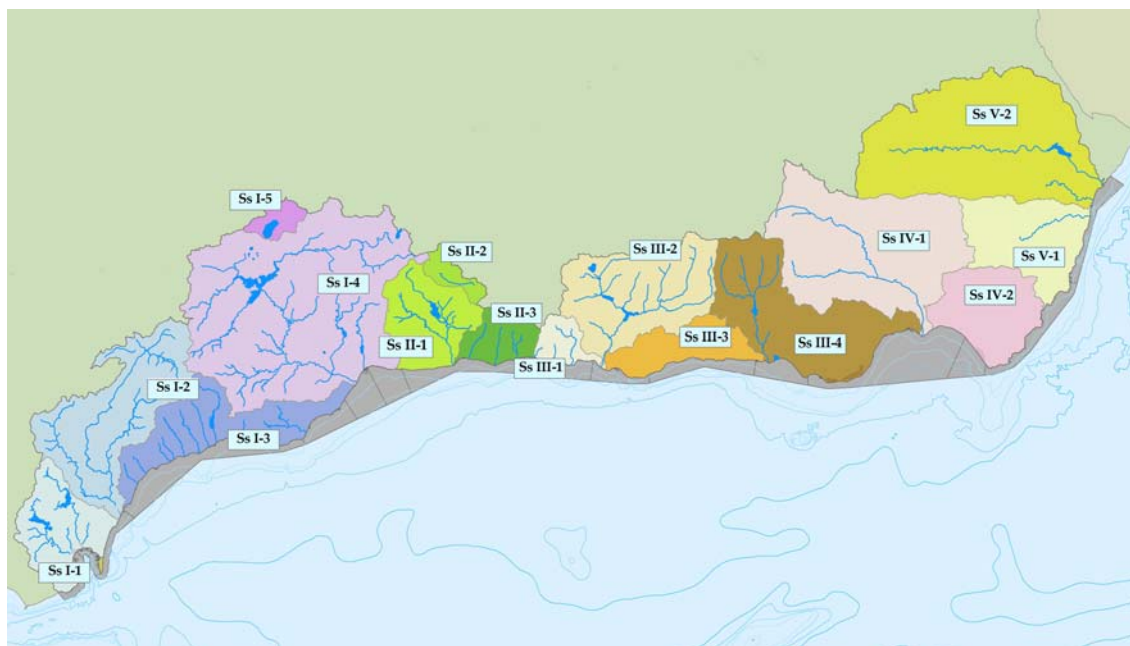 Ss V-2
Ss I-5
Ss IV-1
Ss II-2
Ss III-2
Ss V-1
Ss I-4
Ss IV-2
Ss II-3
Ss II-1
Ss III-3
Ss III-4
Ss III-1
Ss I-2
Ss I-3
Ss I-1